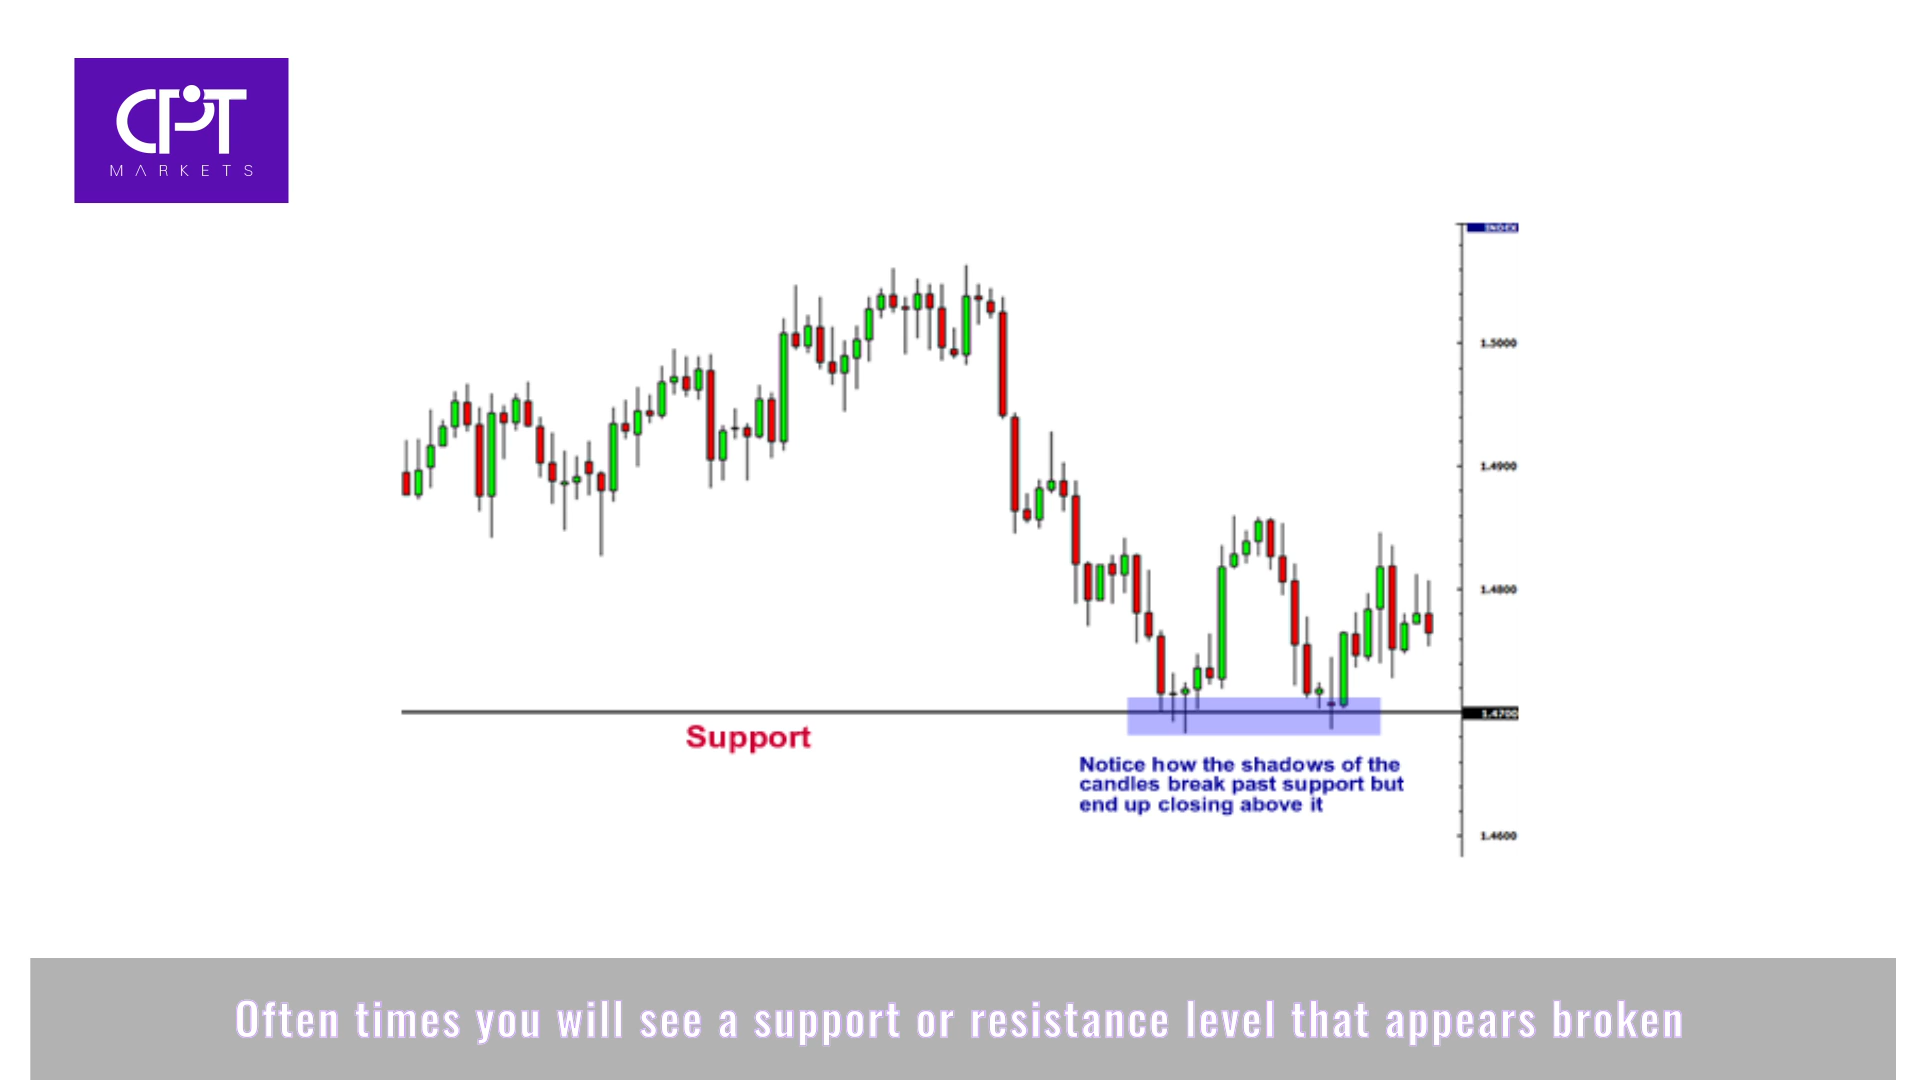 CPT
MARKETS
INDEX
1.5000
1.4900
1.4800
1.4700
Support
Notice how the shadows of the
candles break past support but
end up closing above it
1.4600
Often times you will see a support or resistance level that appears broken